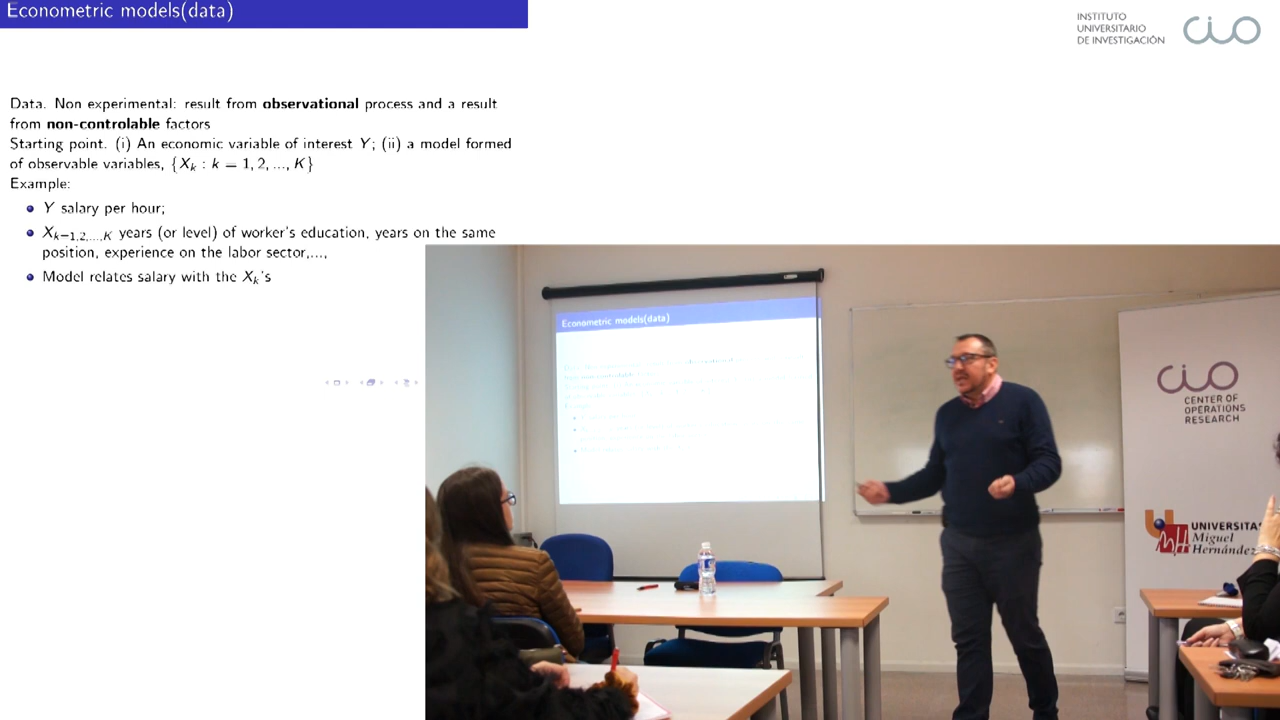 Econometric models(data)
INSTITUTO
UNIVERSITARIO
DE INVESTIGACIÓN
CIO
Data. Non experimental: result from observational process and a result
from non-controlable factors
Starting point. (i) An economic variable of interest Y; (ii) a model formed
of observable variables, {X_k : k = 1, 2, ..., K}
Example:
Y salary per hour;
X_{k=1,2,...,K} years (or level) of worker's education, years on the same
position, experience on the labor sector,...,
Model relates salary with the X_k's
Econometric models(data)
CIO
CENTER OF
OPERATIONS
RESEARCH
UMH
UNIVERSITAS
Miguel
Hernández